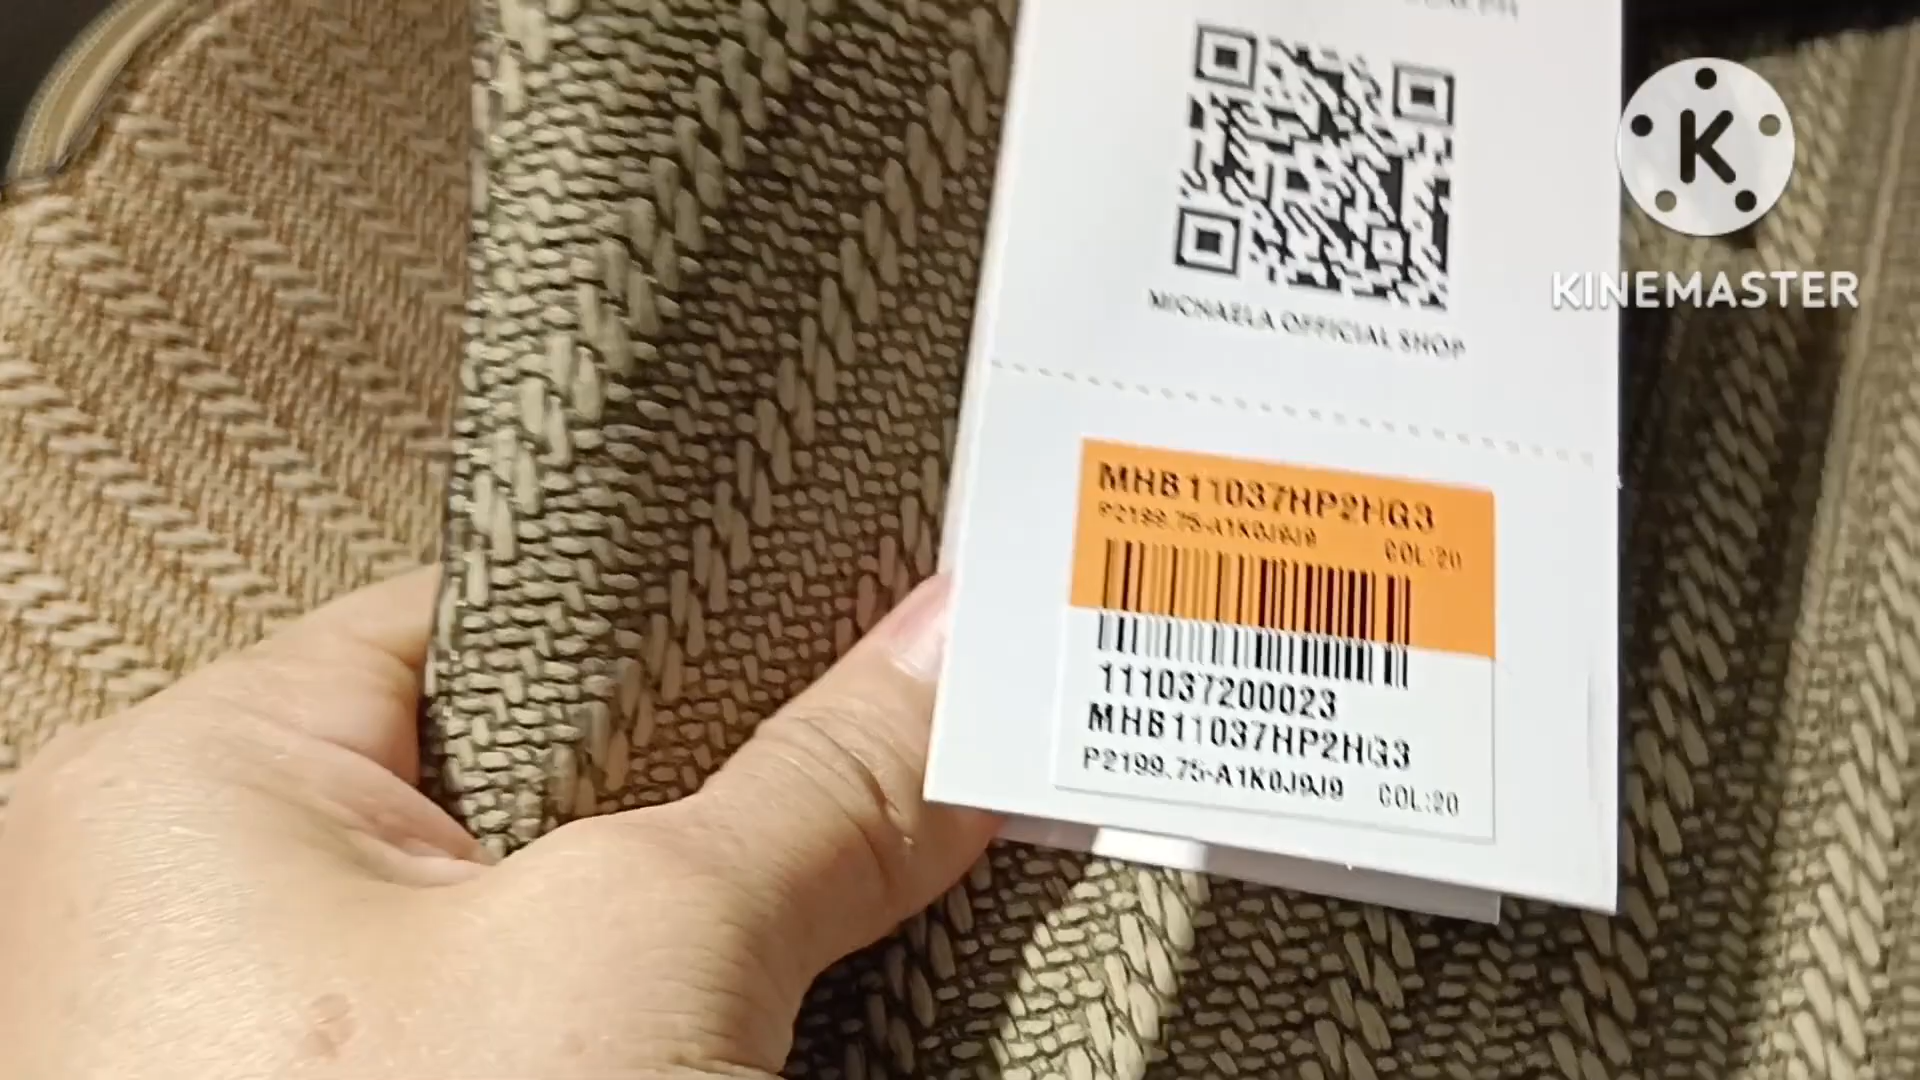 K
KINEMASTER
MICHAELA OFFICIAL SHOP
MHB11037HP2HG3
P2199.75-A1K0J9J9 COL:20
111037200023
MHB11037HP2HG3
P2199.75-A1K0J9J9 COL:20